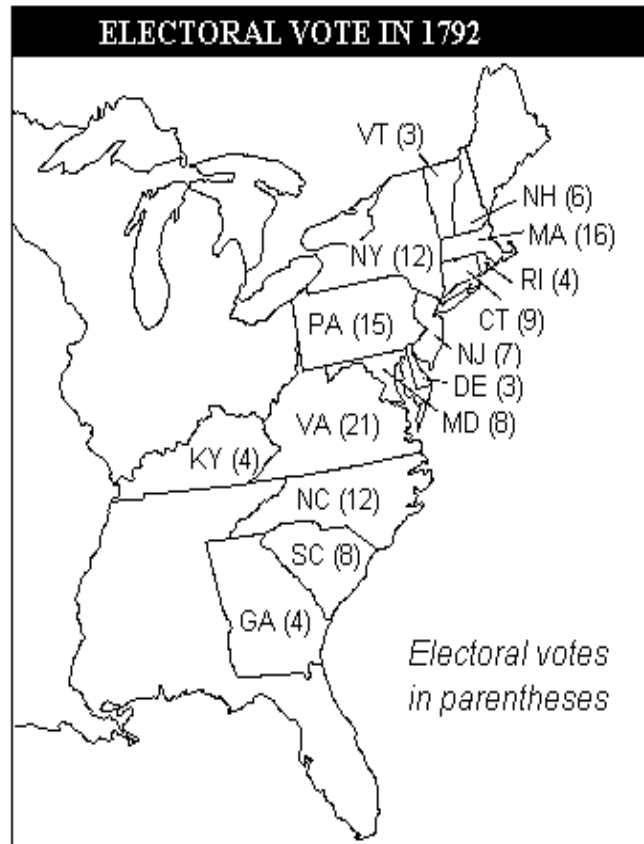 ELECTORAL VOTE IN 1792
VT (3)
NH (6)
MA (16)
NY (12)
RI (4)
CT (9)
PA (15)
NJ (7)
DE (3)
MD (8)
VA (21)
KY (4)
NC (12)
SC (8)
GA (4)
Electoral votes
in parentheses